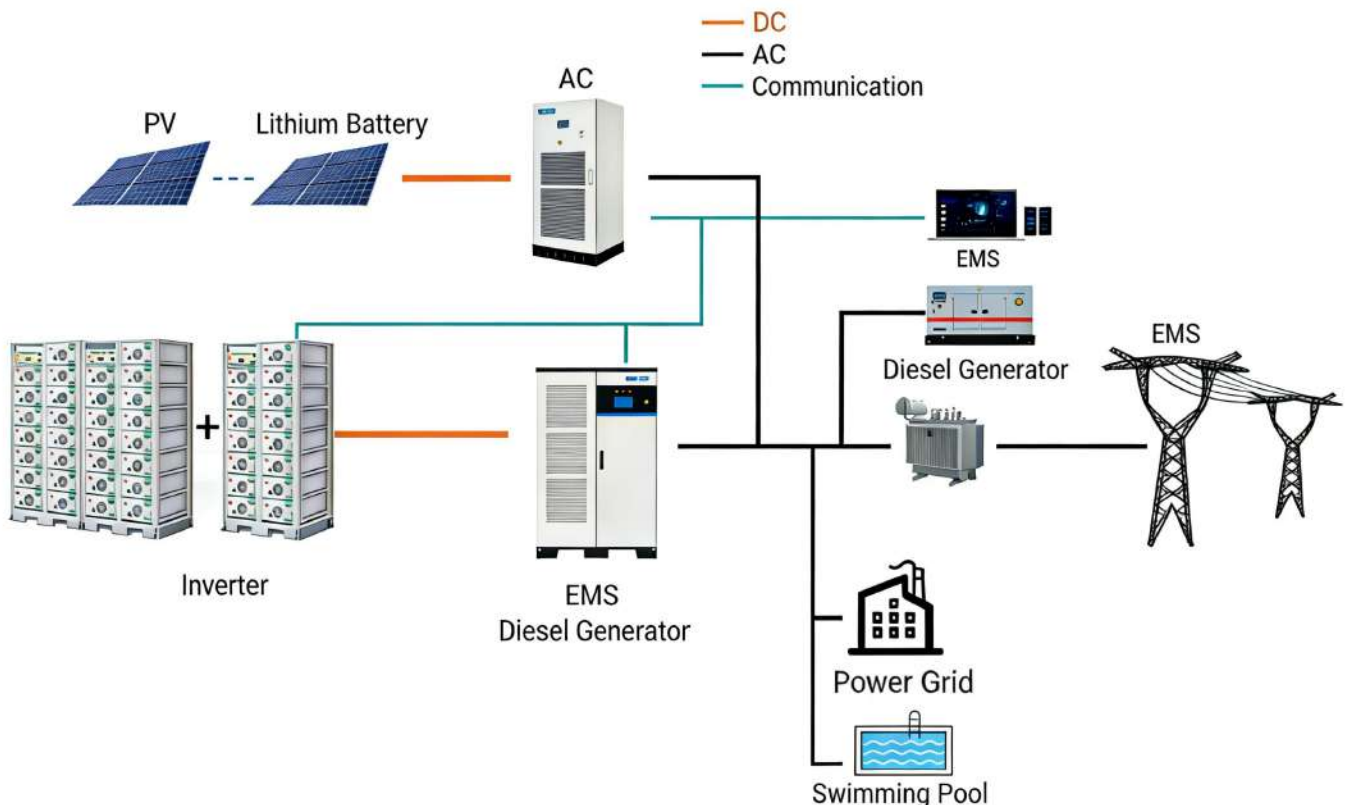 DC
AC
Communication
AC
PV
Lithium Battery
EMS
Diesel Generator
EMS
Inverter
EMS
Diesel Generator
Power Grid
Swimming Pool